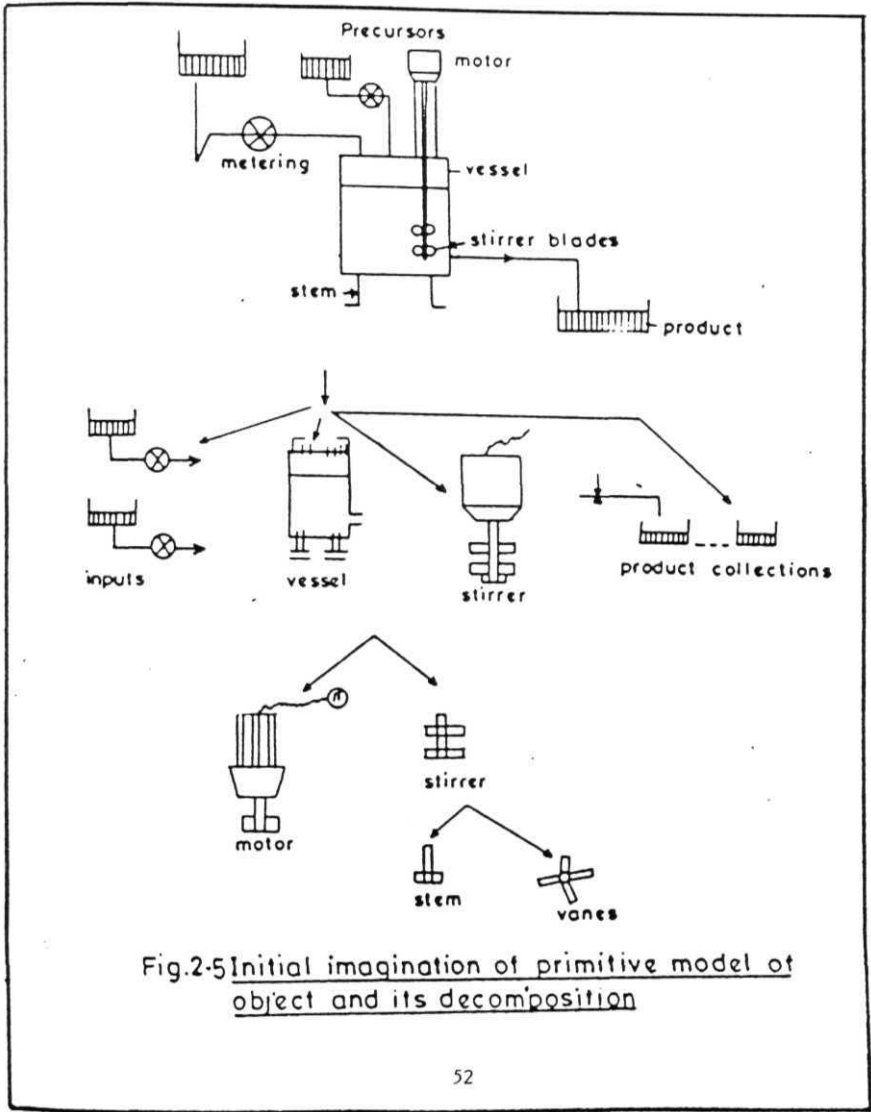 Precursors
motor
metering
vessel
stirrer blades
stem
product
inputs
vessel
stirrer
product collections
motor
stirrer
stem
vanes
Fig.2-5 Initial imagination of primitive model of
object and its decomposition
52